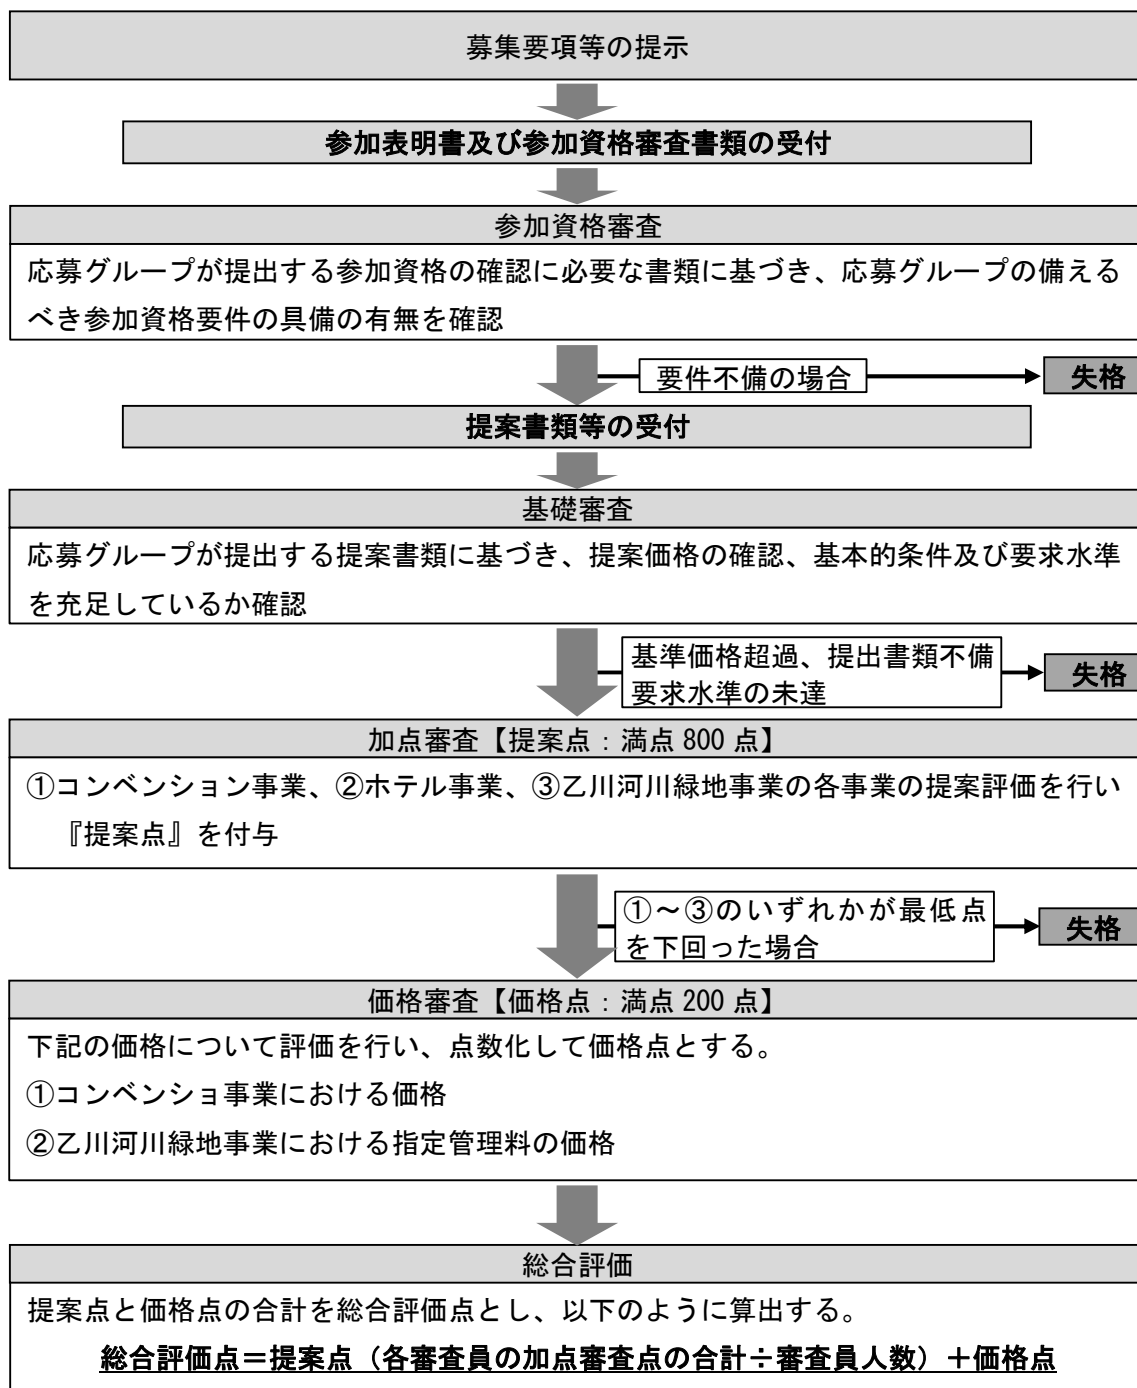 募集要項等の提示
参加表明書及び参加資格審査書類の受付
参加資格審査
応募グループが提出する参加資格の確認に必要な書類に基づき、応募グループの備える
べき参加資格要件の具備の有無を確認
要件不備の場合
失格
提案書類等の受付
基礎審査
応募グループが提出する提案書類に基づき、提案価格の確認、基本的条件及び要求水準
を充足しているか確認
基準価格超過、提出書類不備
要求水準の未達
失格
加点審査【提案点：満点 800 点】
①コンベンション事業、②ホテル事業、③乙川河川緑地事業の各事業の提案評価を行い
『提案点』を付与
①～③のいずれかが最低点
を下回った場合
失格
価格審査【価格点：満点 200 点】
下記の価格について評価を行い、点数化して価格点とする。
①コンベンショ事業における価格
②乙川河川緑地事業における指定管理料の価格
総合評価
提案点と価格点の合計を総合評価点とし、以下のように算出する。
総合評価点＝提案点（各審査員の加点審査点の合計÷審査員人数）＋価格点